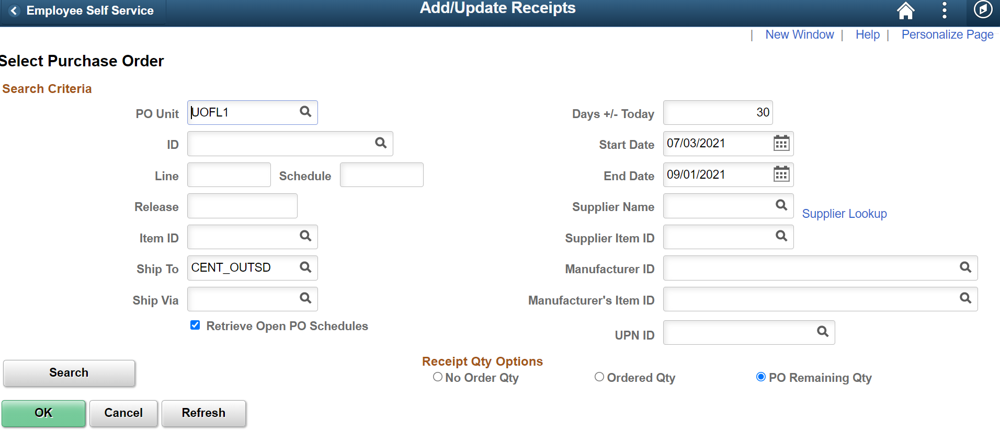 Employee Self Service
Add/Update Receipts
| New Window | Help | Personalize Page
Select Purchase Order
Search Criteria
PO Unit UOFL1
Days +/- Today 30
ID
Start Date 07/03/2021
Line Schedule
End Date 09/01/2021
Release
Supplier Name Supplier Lookup
Item ID
Supplier Item ID
Ship To CENT_OUTSD
Manufacturer ID
Ship Via
Manufacturer's Item ID
Retrieve Open PO Schedules
UPN ID
Receipt Qty Options
Search
No Order Qty Ordered Qty PO Remaining Qty
OK Cancel Refresh